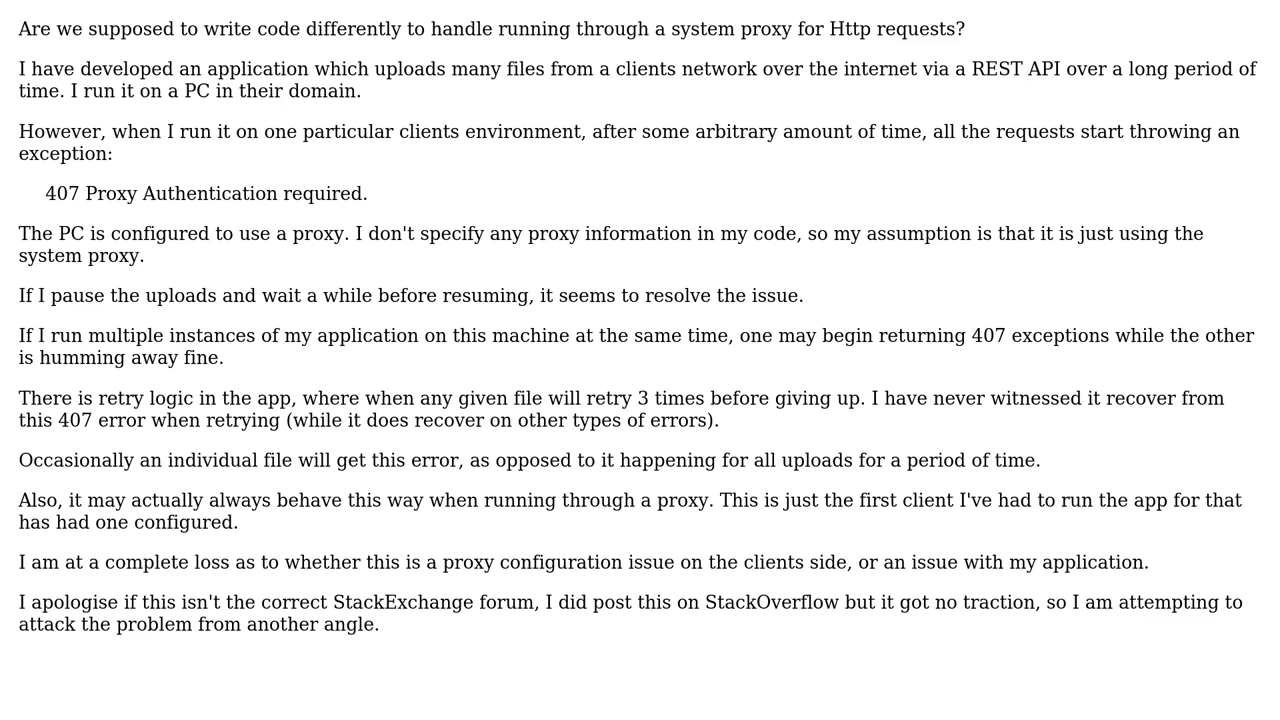 Are we supposed to write code differently to handle running through a system proxy for Http requests?
I have developed an application which uploads many files from a clients network over the internet via a REST API over a long period of
time. I run it on a PC in their domain.
However, when I run it on one particular clients environment, after some arbitrary amount of time, all the requests start throwing an
exception:
407 Proxy Authentication required.
The PC is configured to use a proxy. I don't specify any proxy information in my code, so my assumption is that it is just using the
system proxy.
If I pause the uploads and wait a while before resuming, it seems to resolve the issue.
If I run multiple instances of my application on this machine at the same time, one may begin returning 407 exceptions while the other
is humming away fine.
There is retry logic in the app, where when any given file will retry 3 times before giving up. I have never witnessed it recover from
this 407 error when retrying (while it does recover on other types of errors).
Occasionally an individual file will get this error, as opposed to it happening for all uploads for a period of time.
Also, it may actually always behave this way when running through a proxy. This is just the first client I've had to run the app for that
has had one configured.
I am at a complete loss as to whether this is a proxy configuration issue on the clients side, or an issue with my application.
I apologise if this isn't the correct StackExchange forum, I did post this on StackOverflow but it got no traction, so I am attempting to
attack the problem from another angle.